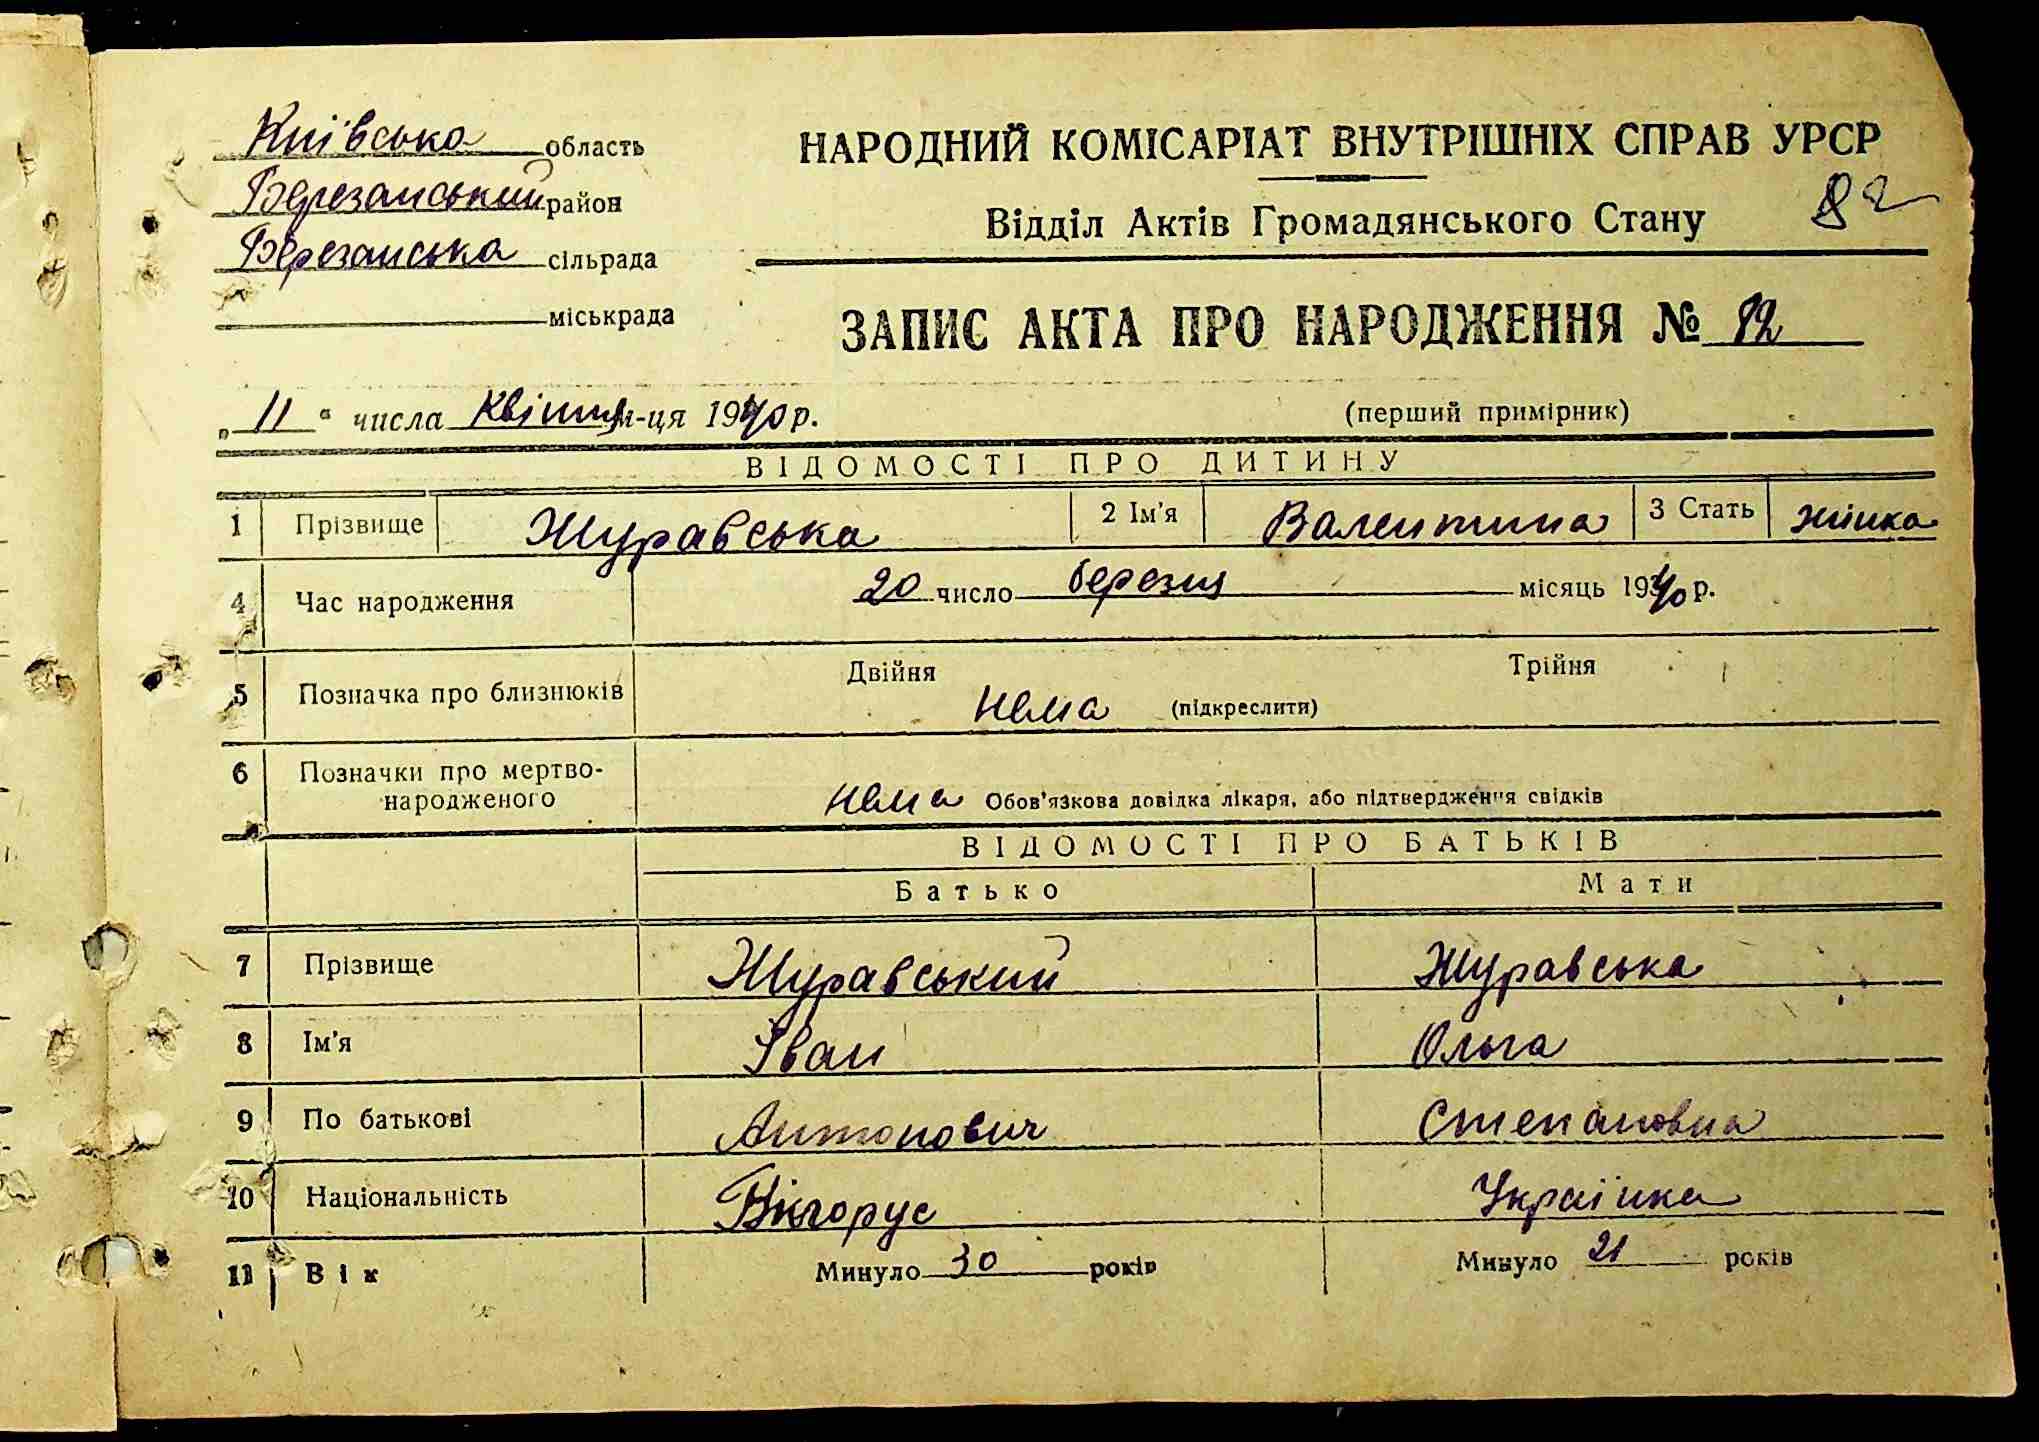 Київська область
Березанський район
Березанська сільрада
міськрада
НАРОДНИЙ КОМІСАРІАТ ВНУТРІШНІХ СПРАВ УРСР
Відділ Актів Громадянського Стану
ЗАПИС АКТА ПРО НАРОДЖЕННЯ № 82
„ 11 “ числа квітня м-ця 1940 р.
(перший примірник)
ВІДОМОСТІ ПРО ДИТИНУ
1 Прізвище Журавська 2 Ім'я Валентина 3 Стать жінка
4 Час народження 20 число березня місяць 1940 р.
5 Позначка про близнюків Двійня Трійня
нема (підкреслити)
6 Позначки про мертво-
народженого нема Обов'язкова довідка лікаря, або підтвердження свідків
ВІДОМОСТІ ПРО БАТЬКІВ
Батько Мати
7 Прізвище Журавський Журавська
8 Ім'я Іван Ольга
9 По батькові Антонович Степановна
10 Національність Білорус Українка
11 Вік Минуло 30 років Минуло 21 років